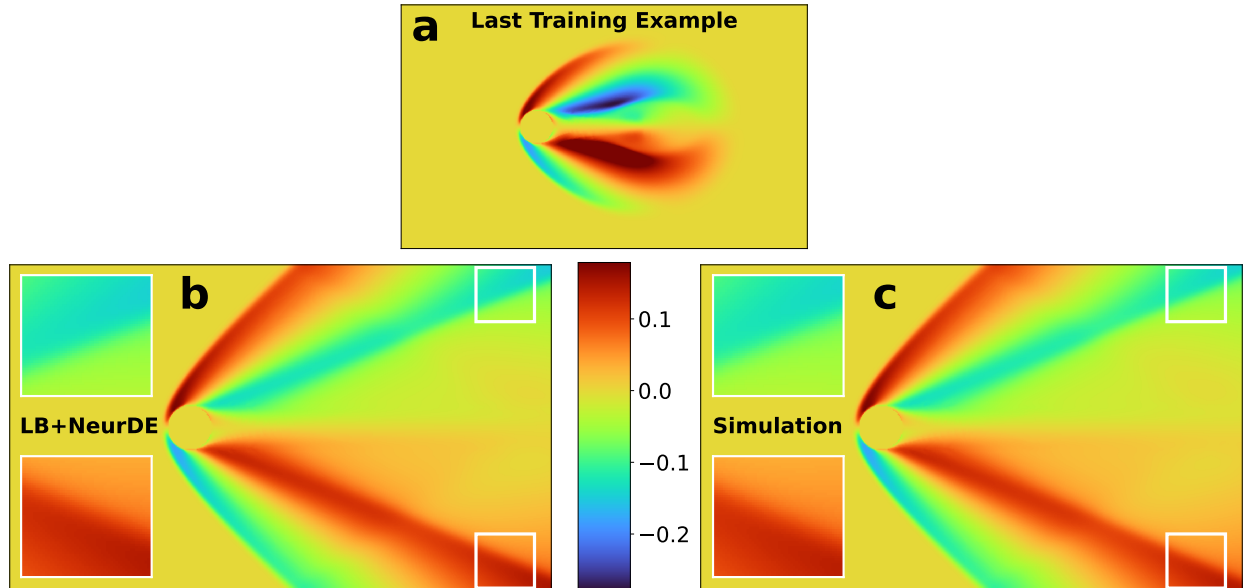 a
Last Training Example
b
c
LB+NeurDE
Simulation
0.1
0.0
−0.1
−0.2